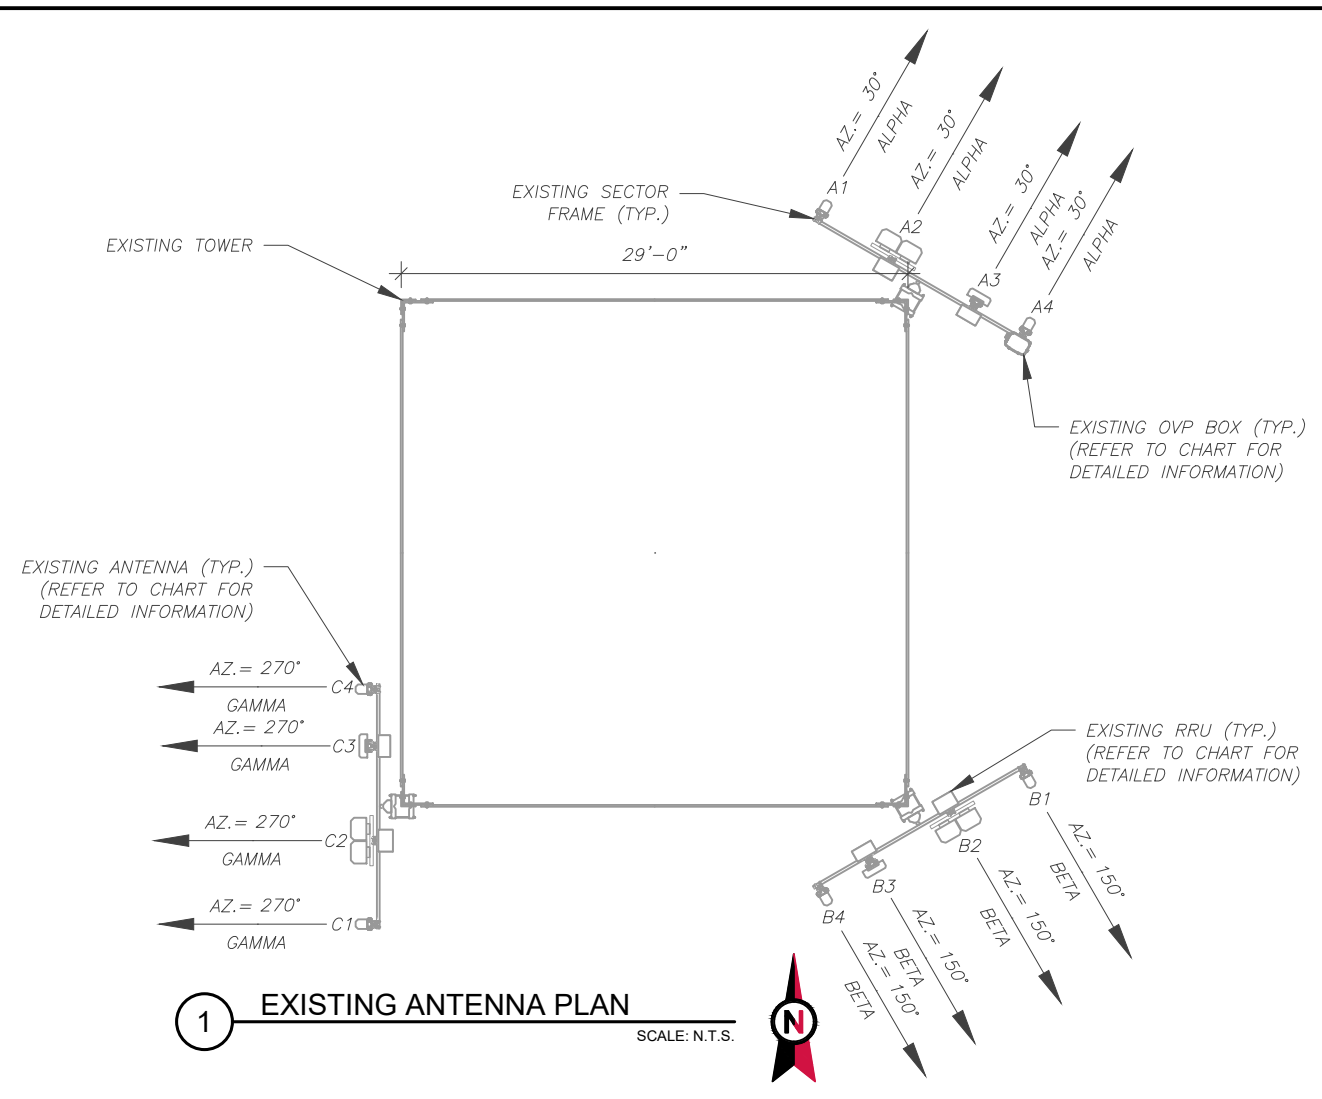 AZ.= 30°
ALPHA
AZ.= 30°
ALPHA
AZ.= 30°
ALPHA
AZ.= 30°
ALPHA
A1
A2
A3
A4
EXISTING SECTOR
FRAME (TYP.)
EXISTING TOWER
29'-0"
EXISTING OVP BOX (TYP.)
(REFER TO CHART FOR
DETAILED INFORMATION)
EXISTING ANTENNA (TYP.)
(REFER TO CHART FOR
DETAILED INFORMATION)
AZ.= 270°
C4
GAMMA
AZ.= 270°
C3
GAMMA
AZ.= 270°
C2
GAMMA
AZ.= 270°
C1
GAMMA
EXISTING RRU (TYP.)
(REFER TO CHART FOR
DETAILED INFORMATION)
B1
B2
B3
B4
AZ.= 150°
BETA
AZ.= 150°
BETA
AZ.= 150°
BETA
AZ.= 150°
BETA
1
EXISTING ANTENNA PLAN
SCALE: N.T.S.
N